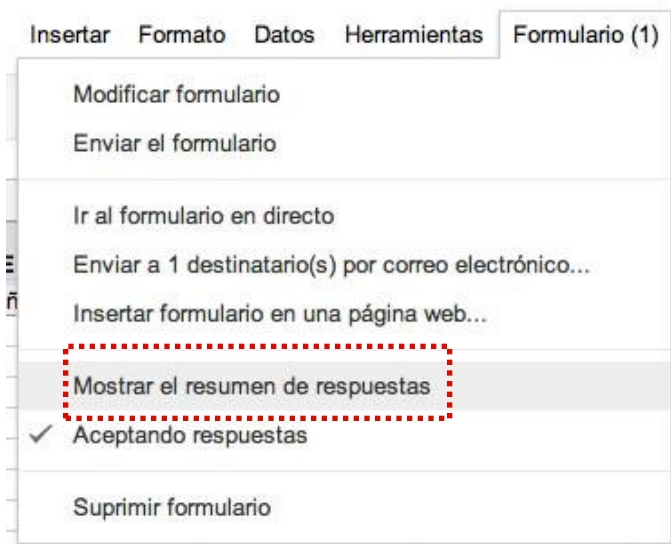 Insertar Formato Datos Herramientas Formulario (1)
Modificar formulario
Enviar el formulario
Ir al formulario en directo
Enviar a 1 destinatario(s) por correo electrónico...
Insertar formulario en una página web...
Mostrar el resumen de respuestas
Aceptando respuestas
Suprimir formulario